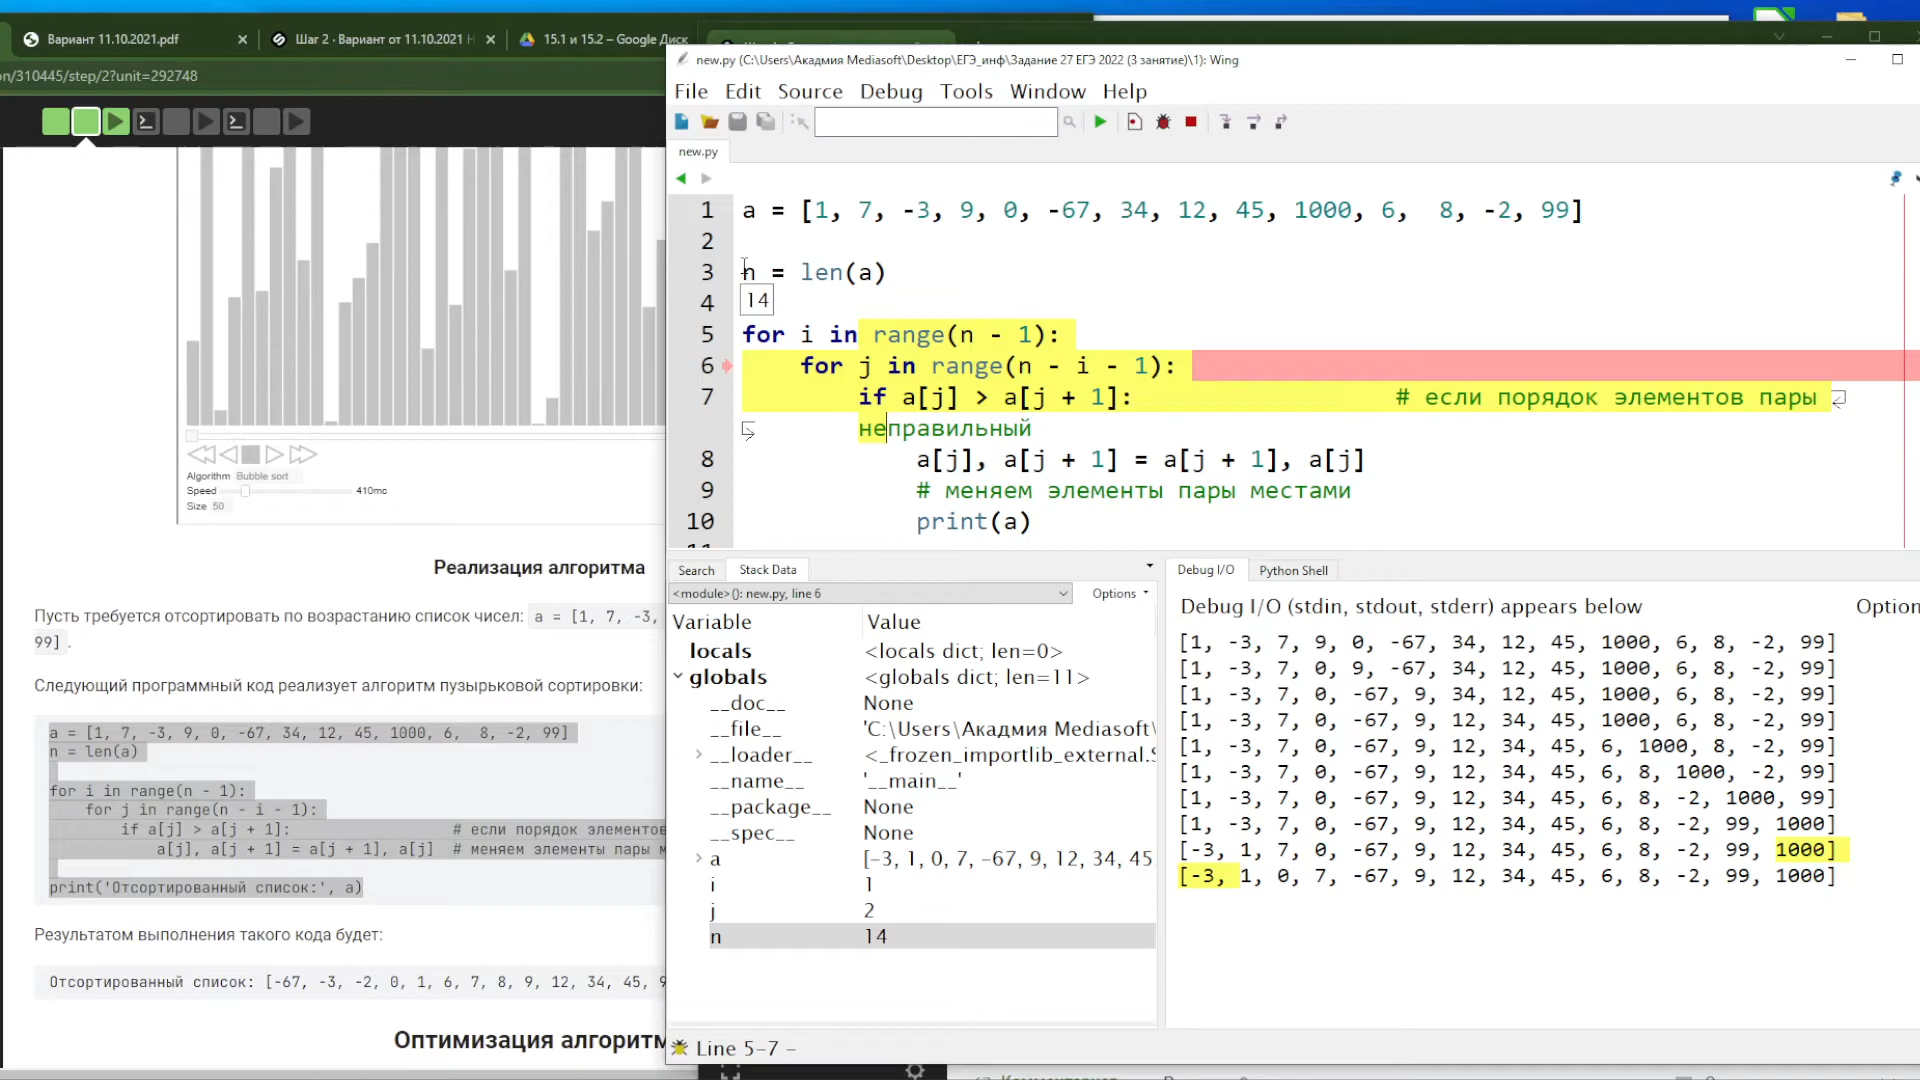 Вариант 11.10.2021.pdf
Шаг 2 · Вариант от 11.10.2021
15.1 и 15.2 – Google Диск
on/310445/step/2?unit=292748
Algorithm Bubble sort
Speed 410mc
Size 50
Реализация алгоритма
Пусть требуется отсортировать по возрастанию список чисел: a = [1, 7, -3,
99] .
Следующий программный код реализует алгоритм пузырьковой сортировки:
a = [1, 7, -3, 9, 0, -67, 34, 12, 45, 1000, 6,  8, -2, 99]
n = len(a)
for i in range(n - 1):
for j in range(n - i - 1):
if a[j] > a[j + 1]: # если порядок элементов
a[j], a[j + 1] = a[j + 1], a[j] # меняем элементы пары
print('Отсортированный список:', a)
Результатом выполнения такого кода будет:
Отсортированный список: [-67, -3, -2, 0, 1, 6, 7, 8, 9, 12, 34, 45, 9
Оптимизация алгоритм
new.py (C:\Users\Акадмия Mediasoft\Desktop\ЕГЭ_инф\Задание 27 ЕГЭ 2022 (3 занятие)\1): Wing
File Edit Source Debug Tools Window Help
new.py
1 a = [1, 7, -3, 9, 0, -67, 34, 12, 45, 1000, 6,  8, -2, 99]
2
3 n = len(a)
4 14
5 for i in range(n - 1):
6 for j in range(n - i - 1):
7 if a[j] > a[j + 1]: # если порядок элементов пары
неправильный
8 a[j], a[j + 1] = a[j + 1], a[j]
9 # меняем элементы пары местами
10 print(a)
Search Stack Data
<module>(): new.py, line 6 Options
Variable Value
locals <locals dict; len=0>
globals <globals dict; len=11>
__doc__ None
__file__ 'C:\Users\Акадмия Mediasoft\
__loader__ <_frozen_importlib_external.S
__name__ '__main__'
__package__ None
__spec__ None
a [-3, 1, 0, 7, -67, 9, 12, 34, 45
i 1
j 2
n 14
Debug I/O Python Shell
Debug I/O (stdin, stdout, stderr) appears below Option
[1, -3, 7, 9, 0, -67, 34, 12, 45, 1000, 6, 8, -2, 99]
[1, -3, 7, 0, 9, -67, 34, 12, 45, 1000, 6, 8, -2, 99]
[1, -3, 7, 0, -67, 9, 34, 12, 45, 1000, 6, 8, -2, 99]
[1, -3, 7, 0, -67, 9, 12, 34, 45, 1000, 6, 8, -2, 99]
[1, -3, 7, 0, -67, 9, 12, 34, 45, 6, 1000, 8, -2, 99]
[1, -3, 7, 0, -67, 9, 12, 34, 45, 6, 8, 1000, -2, 99]
[1, -3, 7, 0, -67, 9, 12, 34, 45, 6, 8, -2, 1000, 99]
[1, -3, 7, 0, -67, 9, 12, 34, 45, 6, 8, -2, 99, 1000]
[-3, 1, 7, 0, -67, 9, 12, 34, 45, 6, 8, -2, 99, 1000]
[-3, 1, 0, 7, -67, 9, 12, 34, 45, 6, 8, -2, 99, 1000]
Line 5-7 –